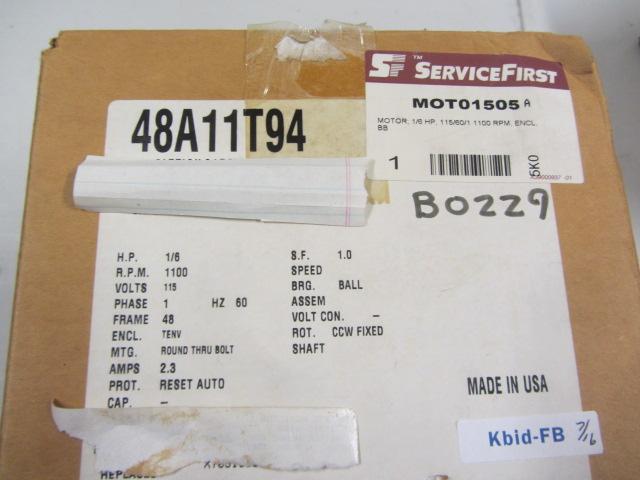 SF™ SERVICEFIRST
MOT01505 A
MOTOR; 1/6 HP, 115/60/1 1100 RPM, ENCL,
BB
1
5K0
48A11T94
B0229
H.P. 1/6
R.P.M. 1100
VOLTS 115
PHASE 1 HZ 60
FRAME 48
ENCL. TENV
MTG. ROUND THRU BOLT
AMPS 2.3
PROT. RESET AUTO
CAP. –
S.F. 1.0
SPEED
BRG. BALL
ASSEM
VOLT CON. –
ROT. CCW FIXED
SHAFT
MADE IN USA
Kbid-FB 7/16